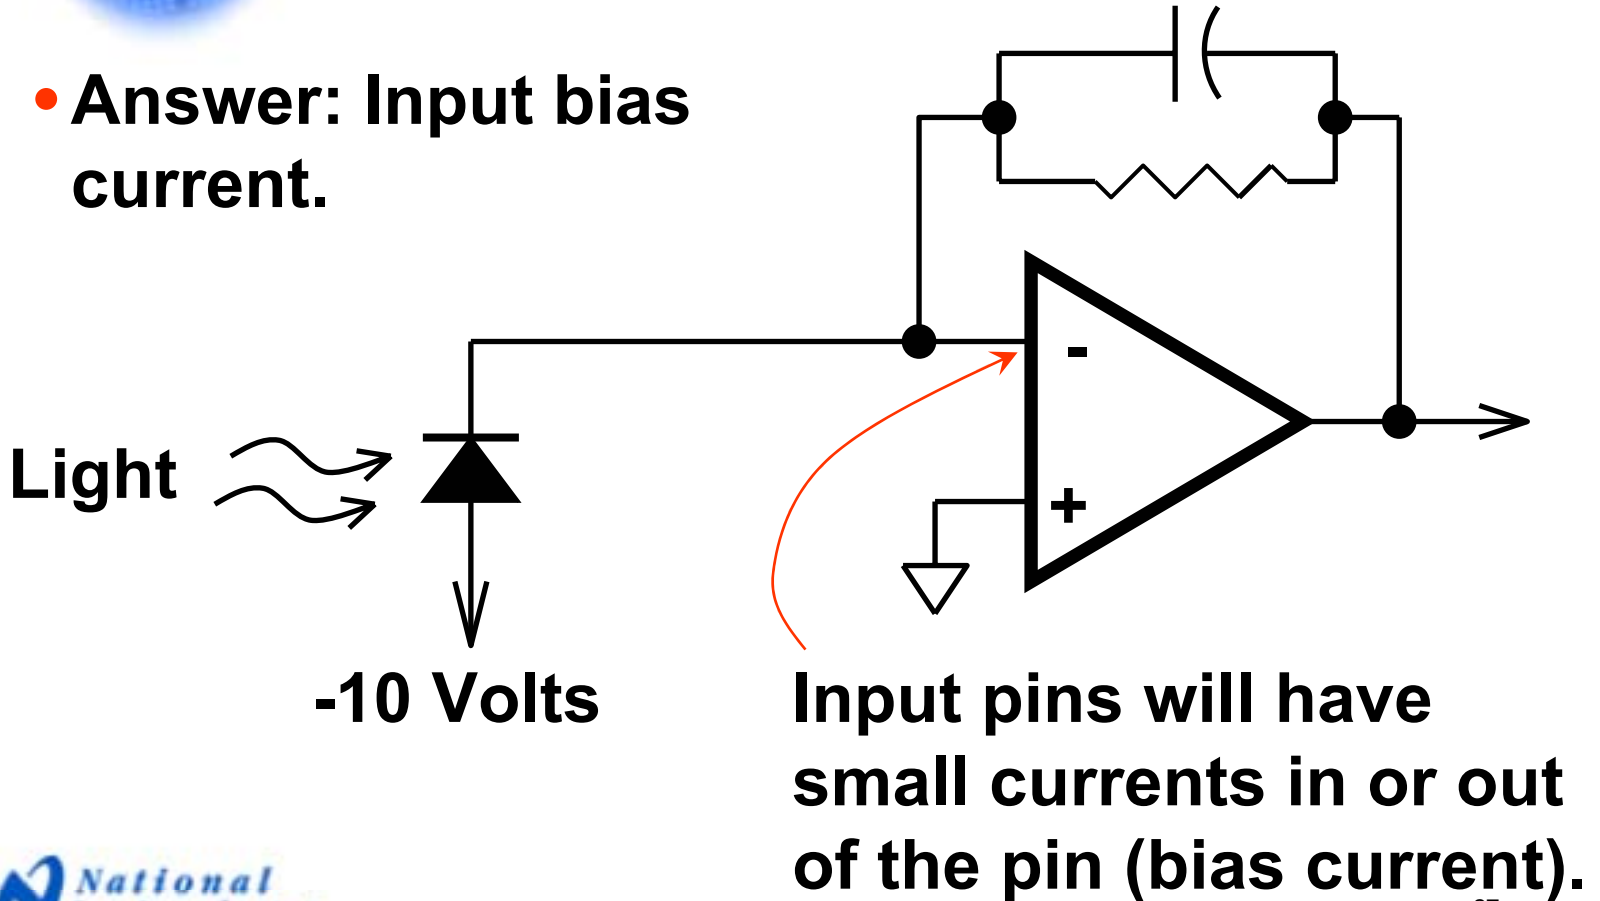 • Answer: Input bias
current.
-
Light
+
-10 Volts
Input pins will have
small currents in or out
of the pin (bias current).
National